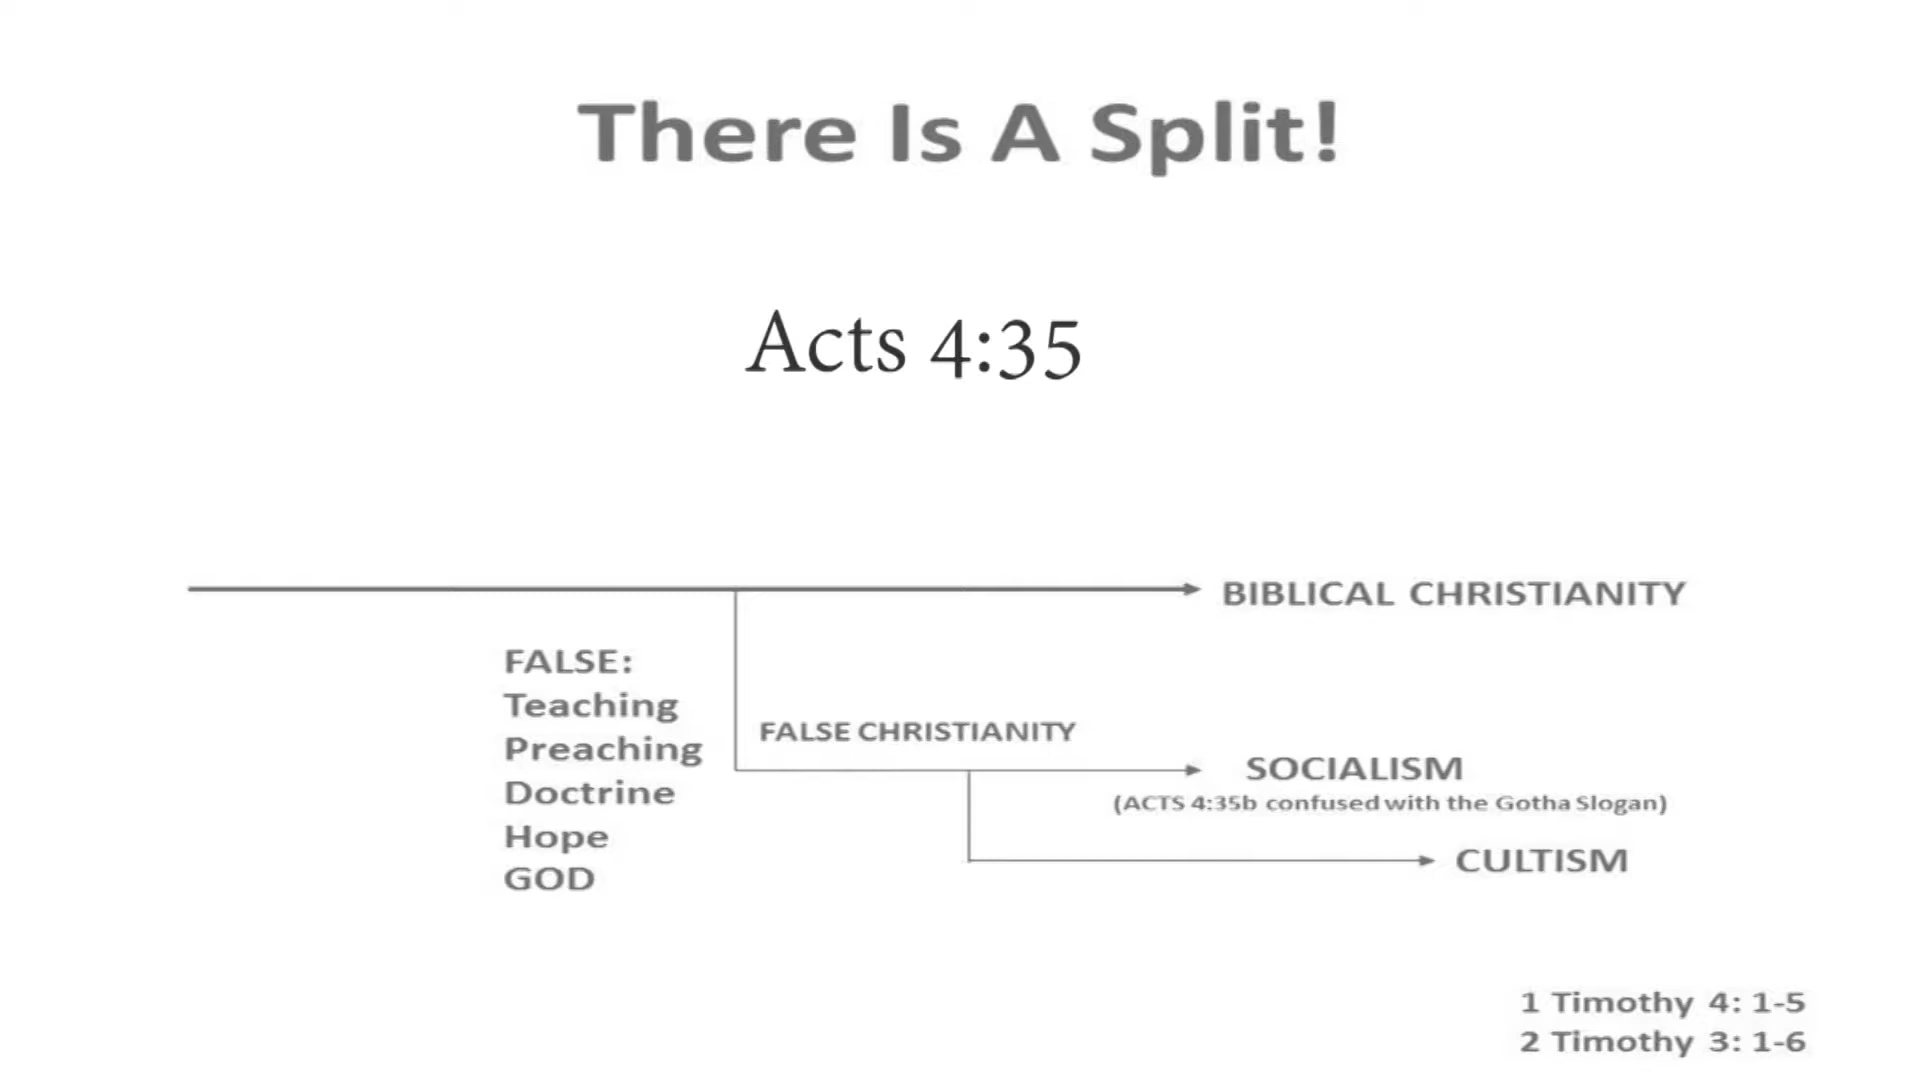 There Is A Split!
Acts 4:35
BIBLICAL CHRISTIANITY
FALSE:
Teaching
Preaching
Doctrine
Hope
GOD
FALSE CHRISTIANITY
SOCIALISM
(ACTS 4:35b confused with the Gotha Slogan)
CULTISM
1 Timothy 4: 1-5
2 Timothy 3: 1-6